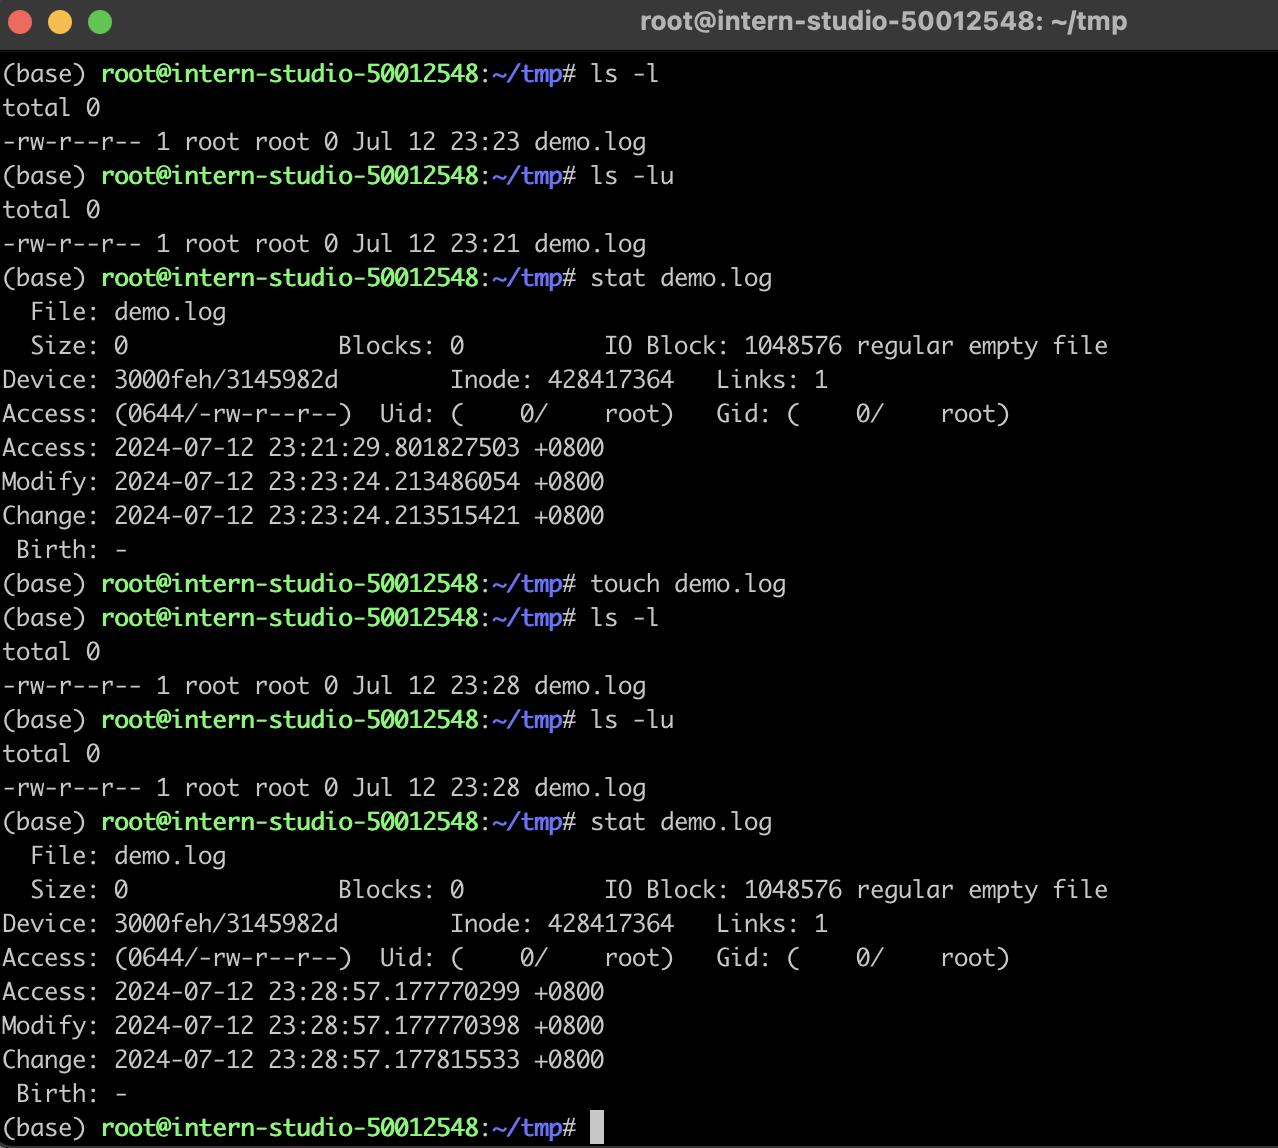 root@intern-studio-50012548: ~/tmp
(base) root@intern-studio-50012548:~/tmp# ls -l
total 0
-rw-r--r-- 1 root root 0 Jul 12 23:23 demo.log
(base) root@intern-studio-50012548:~/tmp# ls -lu
total 0
-rw-r--r-- 1 root root 0 Jul 12 23:21 demo.log
(base) root@intern-studio-50012548:~/tmp# stat demo.log
  File: demo.log
  Size: 0               Blocks: 0          IO Block: 1048576 regular empty file
Device: 3000feh/3145982d        Inode: 428417364   Links: 1
Access: (0644/-rw-r--r--)  Uid: (    0/    root)   Gid: (    0/    root)
Access: 2024-07-12 23:21:29.801827503 +0800
Modify: 2024-07-12 23:23:24.213486054 +0800
Change: 2024-07-12 23:23:24.213515421 +0800
 Birth: -
(base) root@intern-studio-50012548:~/tmp# touch demo.log
(base) root@intern-studio-50012548:~/tmp# ls -l
total 0
-rw-r--r-- 1 root root 0 Jul 12 23:28 demo.log
(base) root@intern-studio-50012548:~/tmp# ls -lu
total 0
-rw-r--r-- 1 root root 0 Jul 12 23:28 demo.log
(base) root@intern-studio-50012548:~/tmp# stat demo.log
  File: demo.log
  Size: 0               Blocks: 0          IO Block: 1048576 regular empty file
Device: 3000feh/3145982d        Inode: 428417364   Links: 1
Access: (0644/-rw-r--r--)  Uid: (    0/    root)   Gid: (    0/    root)
Access: 2024-07-12 23:28:57.177770299 +0800
Modify: 2024-07-12 23:28:57.177770398 +0800
Change: 2024-07-12 23:28:57.177815533 +0800
 Birth: -
(base) root@intern-studio-50012548:~/tmp#